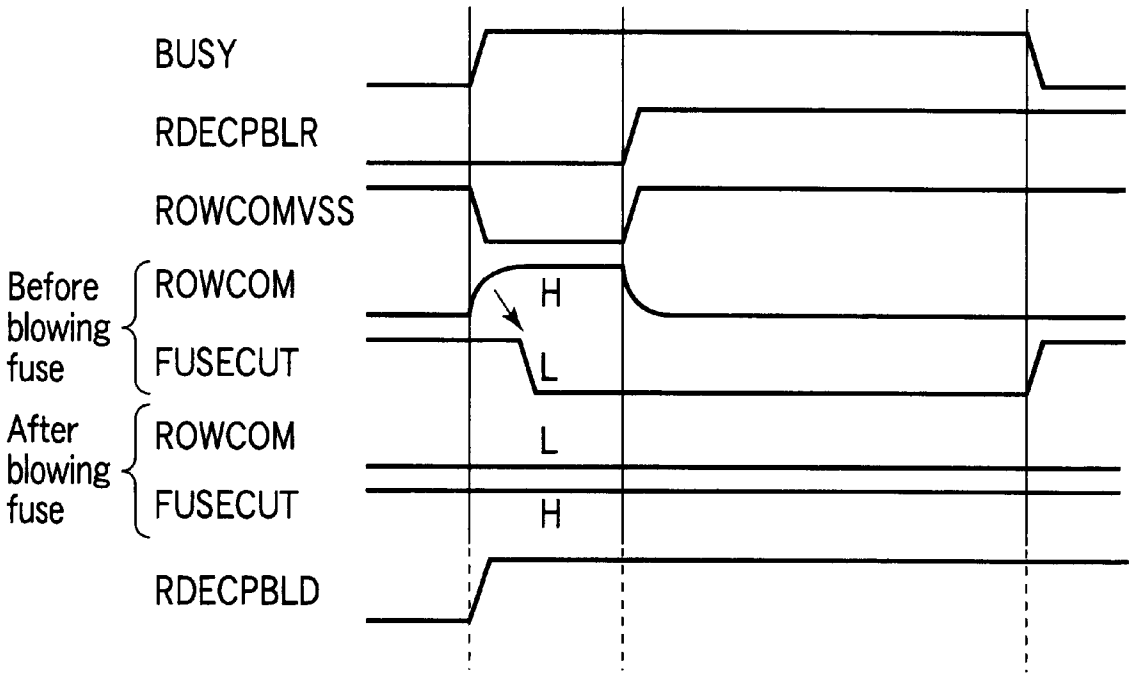 BUSY
RDECPBLR
ROWCOMVSS
Before
blowing
fuse
ROWCOM
H
FUSECUT
L
After
blowing
fuse
ROWCOM
L
FUSECUT
H
RDECPBLD